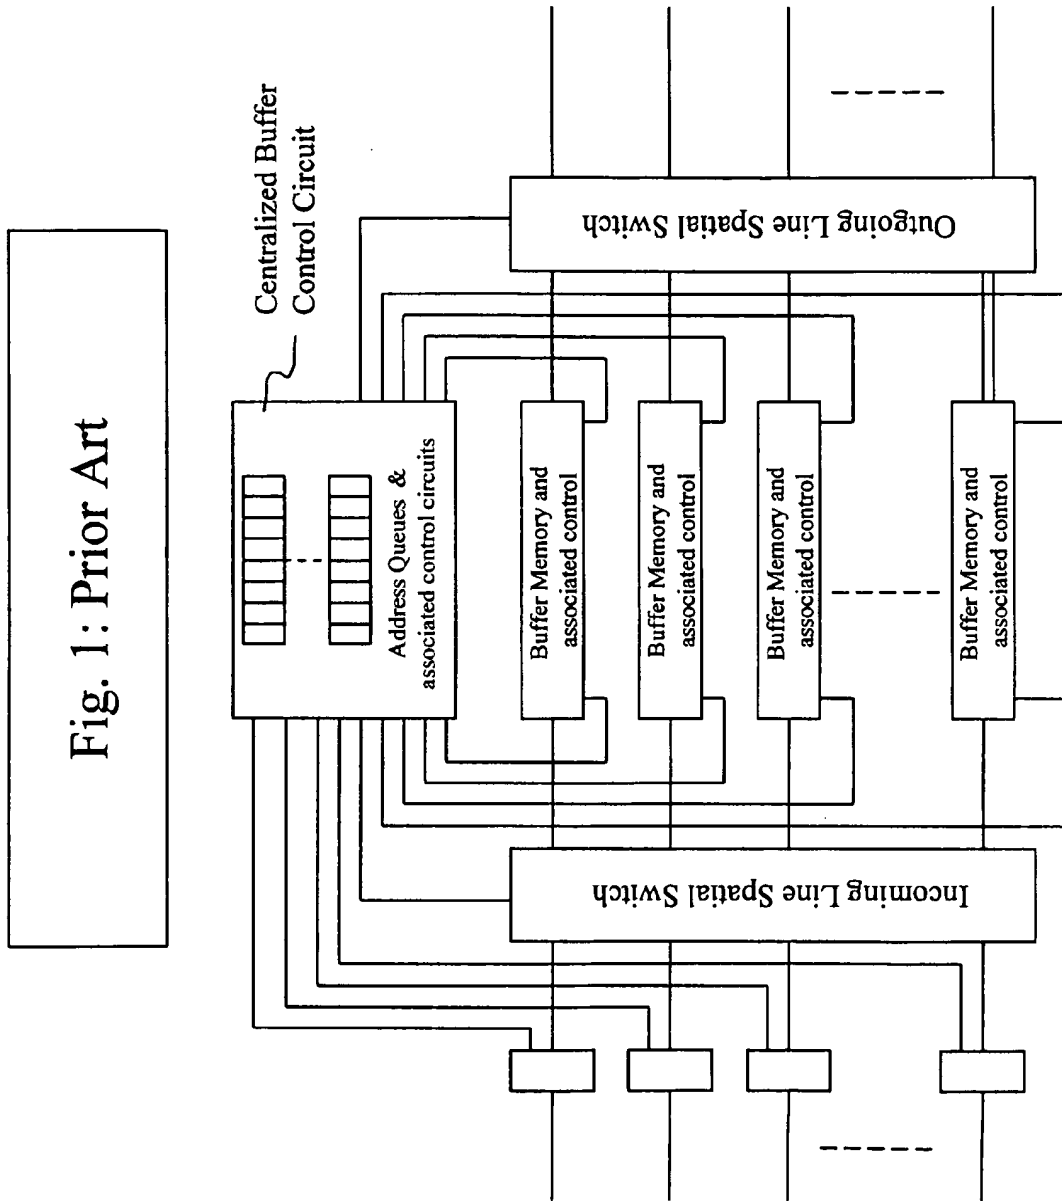 Fig. 1: Prior Art
Centralized Buffer
Control Circuit
Address Queues &
associated control circuits
Buffer Memory and
associated control
Buffer Memory and
associated control
Buffer Memory and
associated control
Buffer Memory and
associated control
Incoming Line Spatial Switch
Outgoing Line Spatial Switch